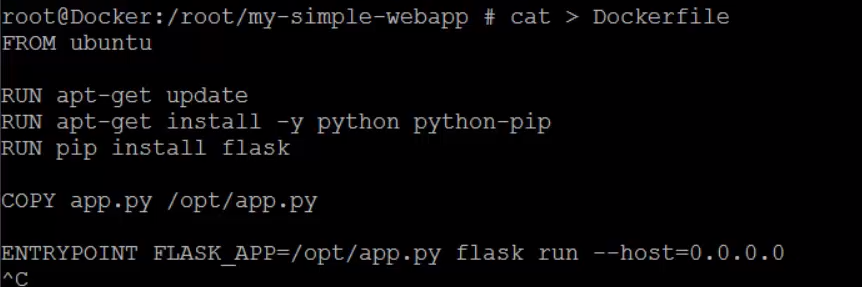 root@Docker:/root/my-simple-webapp # cat > Dockerfile
FROM ubuntu
RUN apt-get update
RUN apt-get install -y python python-pip
RUN pip install flask
COPY app.py /opt/app.py
ENTRYPOINT FLASK_APP=/opt/app.py flask run --host=0.0.0.0
^C